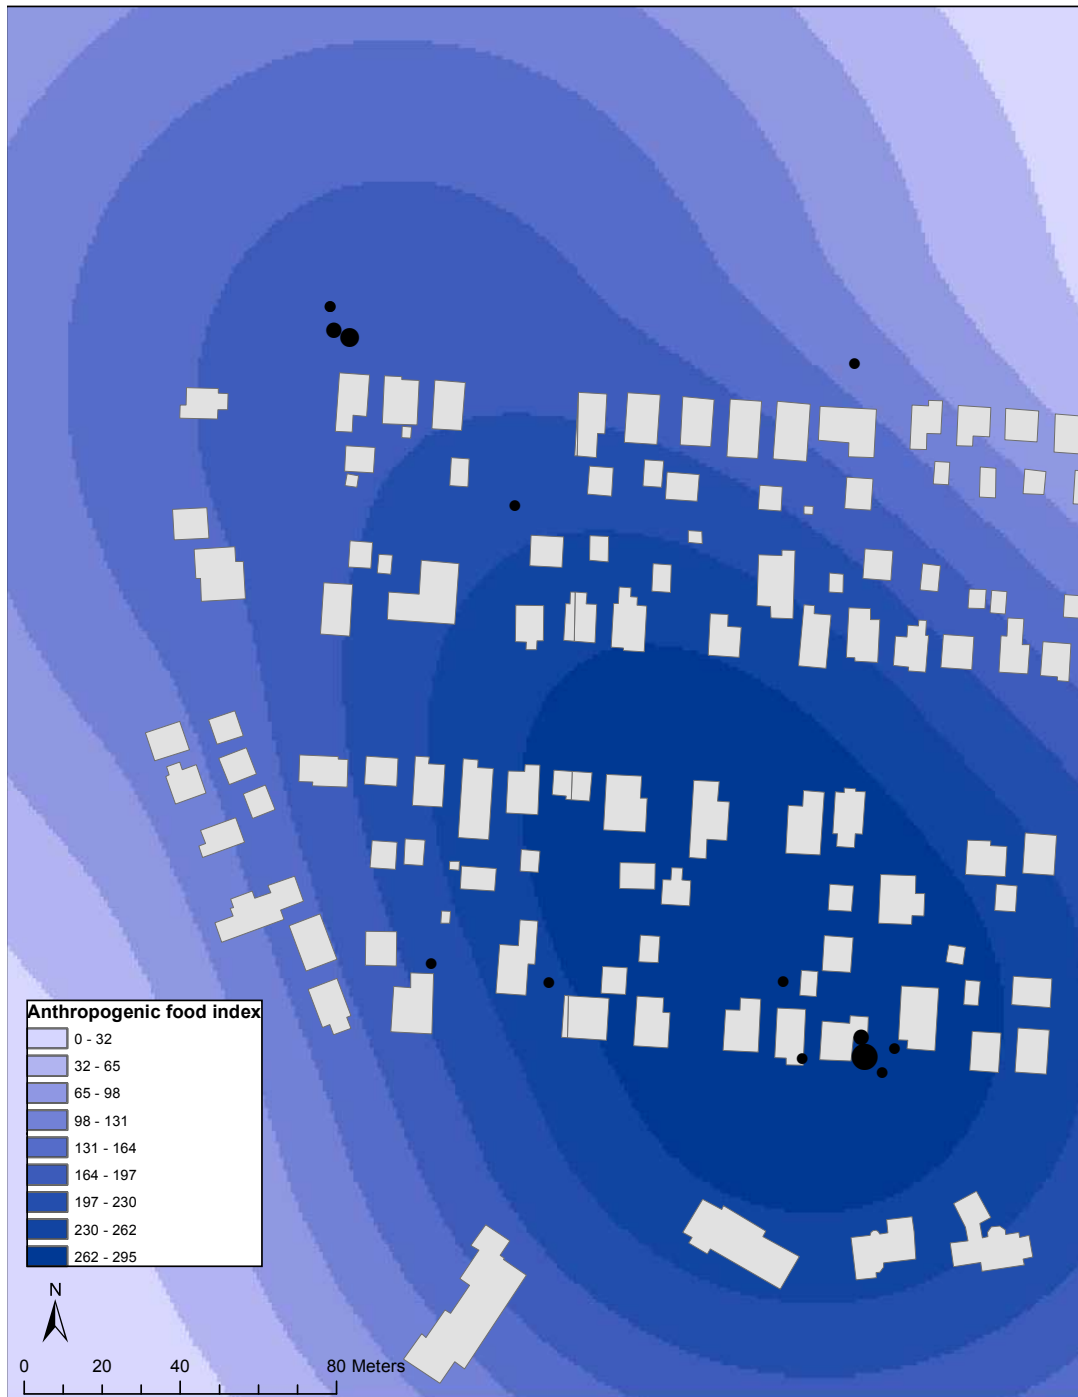 Anthropogenic food index
0 - 32
32 - 65
65 - 98
98 - 131
131 - 164
164 - 197
197 - 230
230 - 262
262 - 295
N
0 20 40 80 Meters